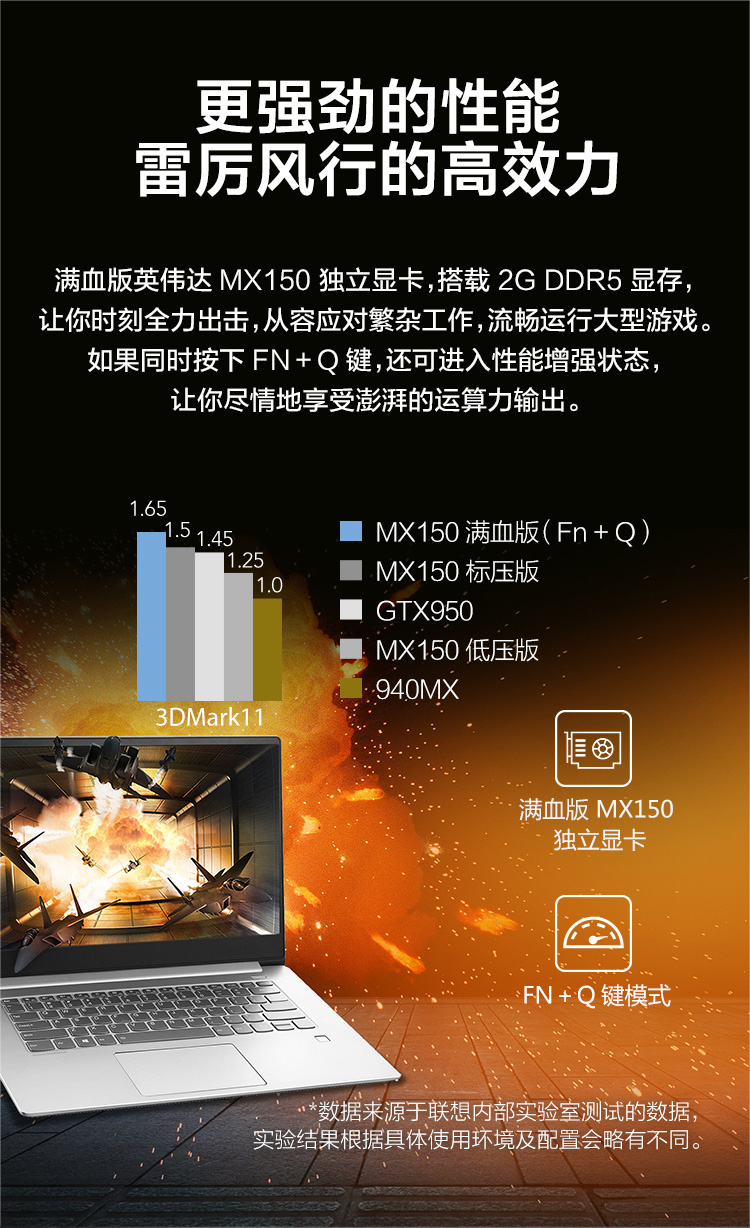 更强劲的性能
雷厉风行的高效力
满血版英伟达 MX150 独立显卡,搭载 2G DDR5 显存,
让你时刻全力出击,从容应对繁杂工作,流畅运行大型游戏。
如果同时按下 FN+Q 键,还可进入性能增强状态,
让你尽情地享受澎湃的运算力输出。
1.65
1.5
1.45
1.25
1.0
3DMark11
MX150 满血版(Fn+Q)
MX150 标压版
GTX950
MX150 低压版
940MX
满血版 MX150
独立显卡
FN+Q 键模式
*数据来源于联想内部实验室测试的数据,
实验结果根据具体使用环境及配置会略有不同。